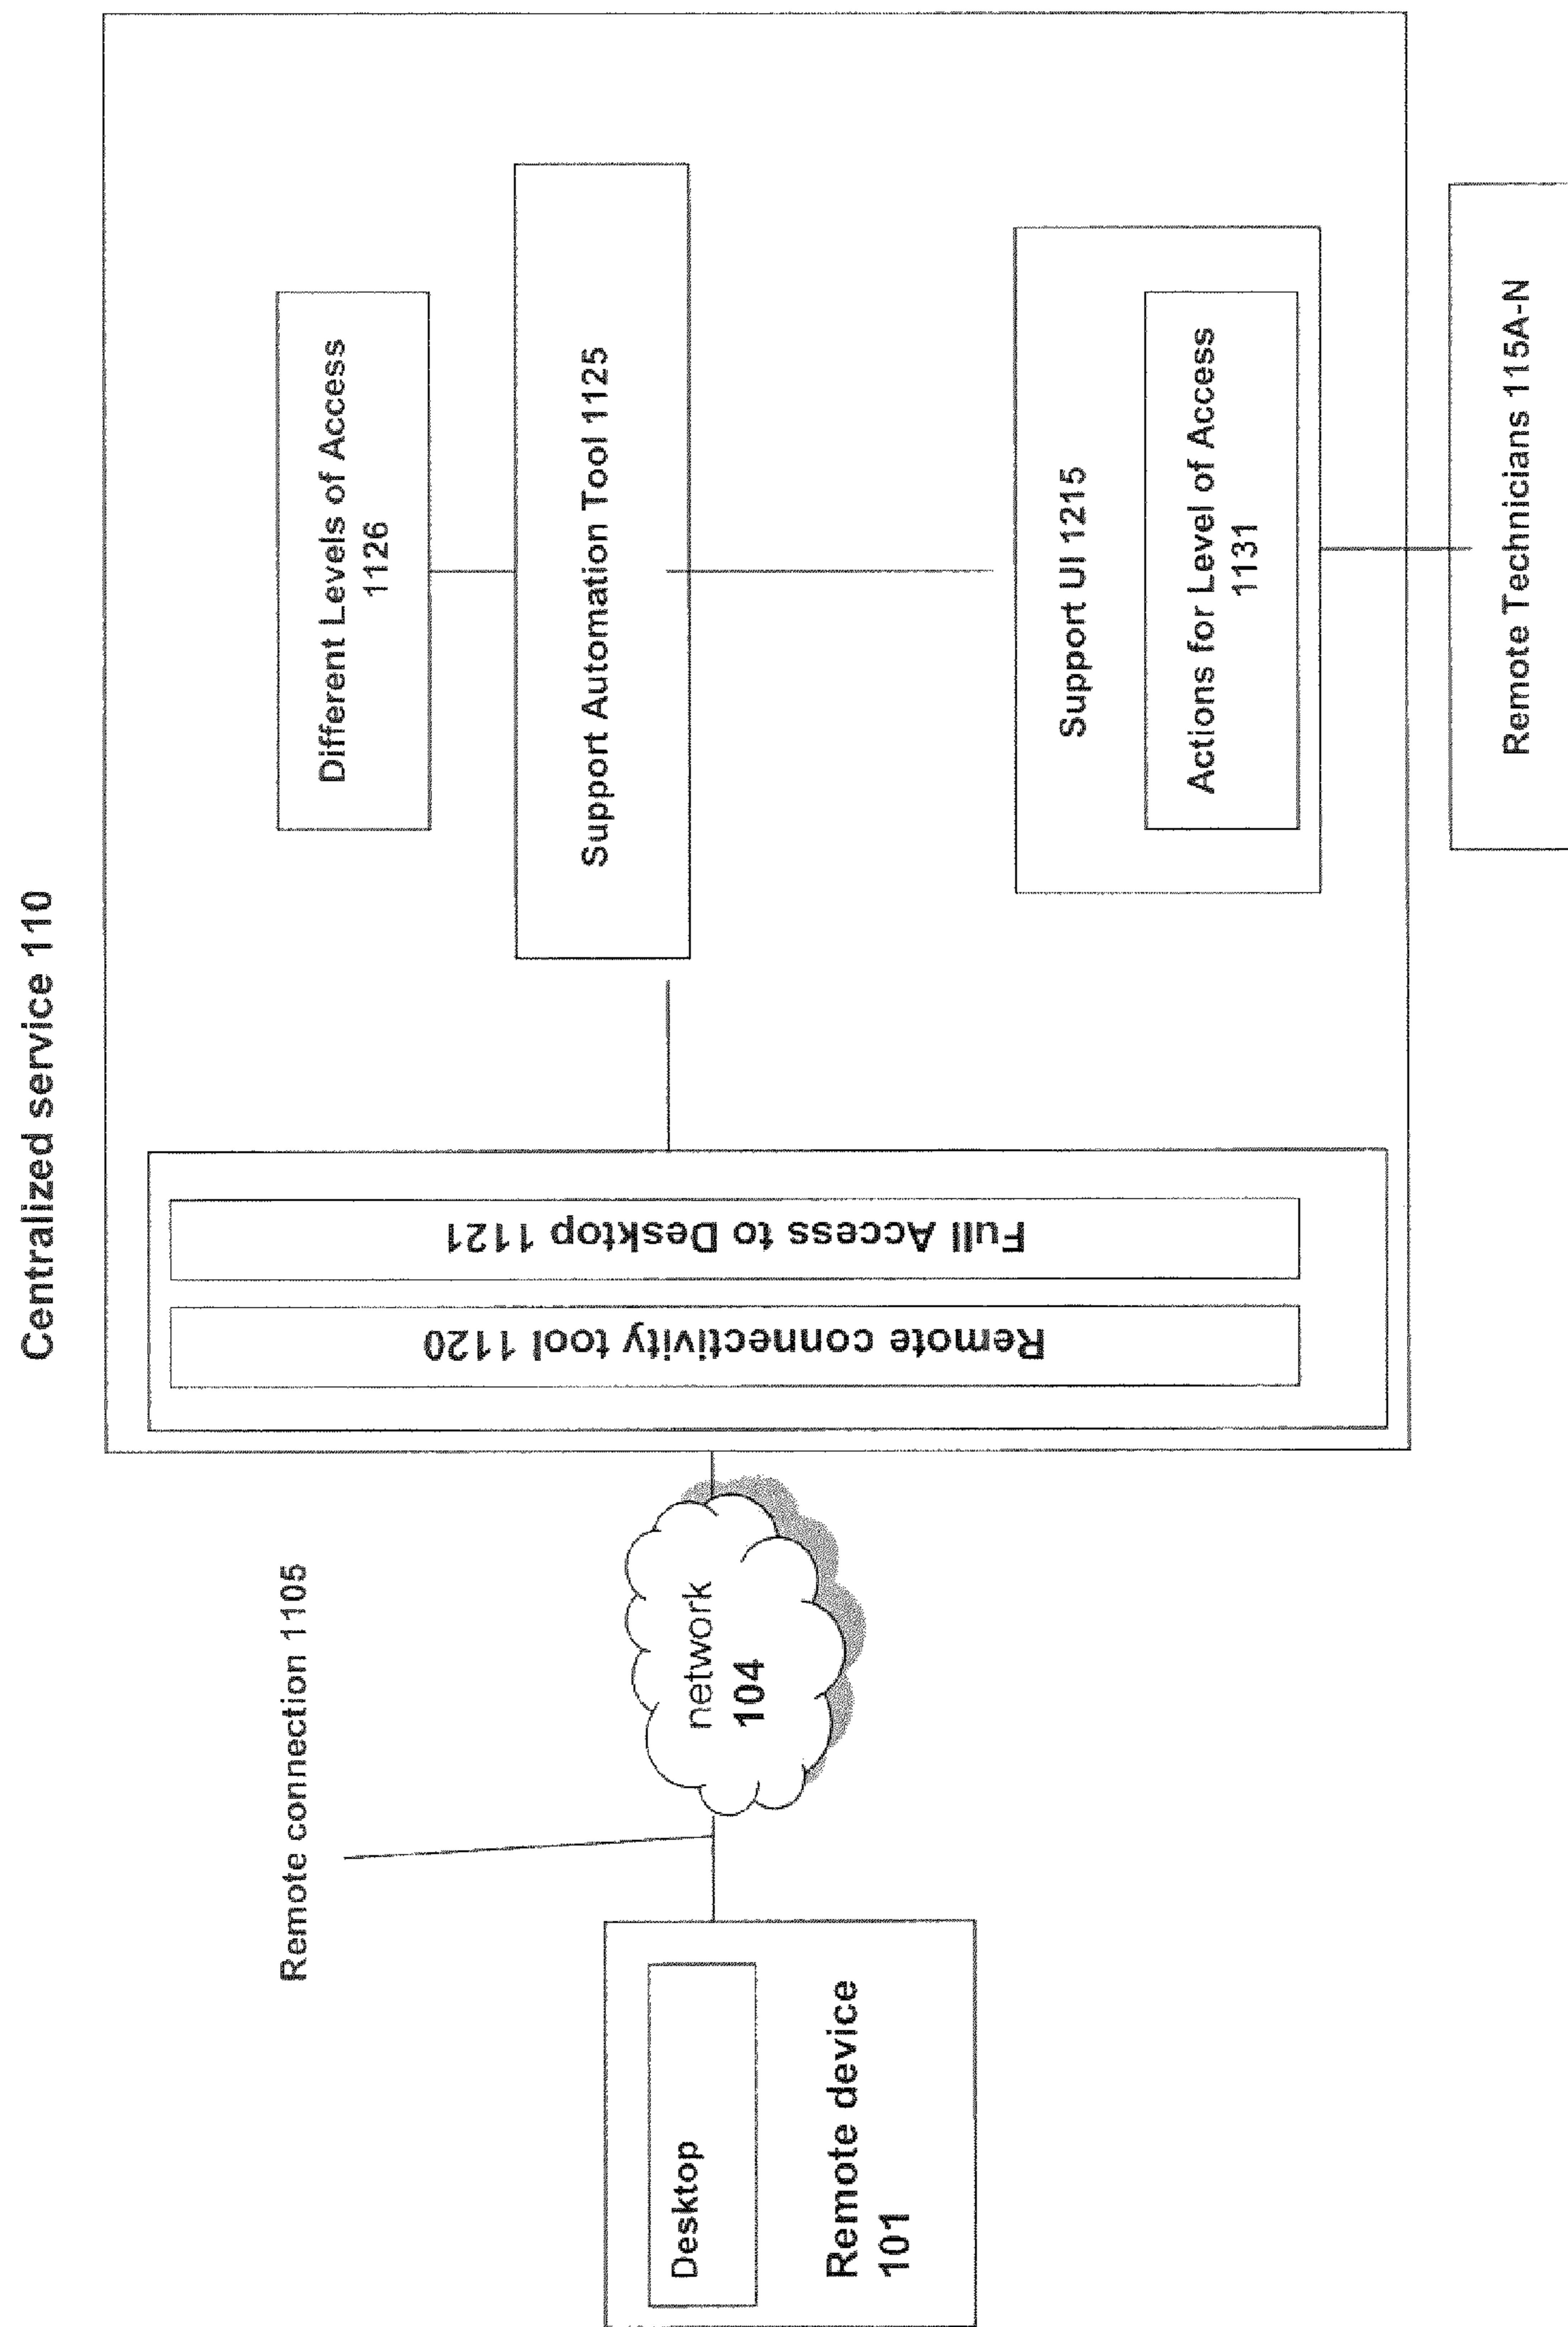 Centralized service 110
Remote connection 1105
Different Levels of Access
1126
Support Automation Tool 1125
Desktop
Remote device
101
network
104
Remote connectivity tool 1120
Full Access to Desktop 1121
Support UI 1215
Actions for Level of Access
1131
Remote Technicians 115A-N